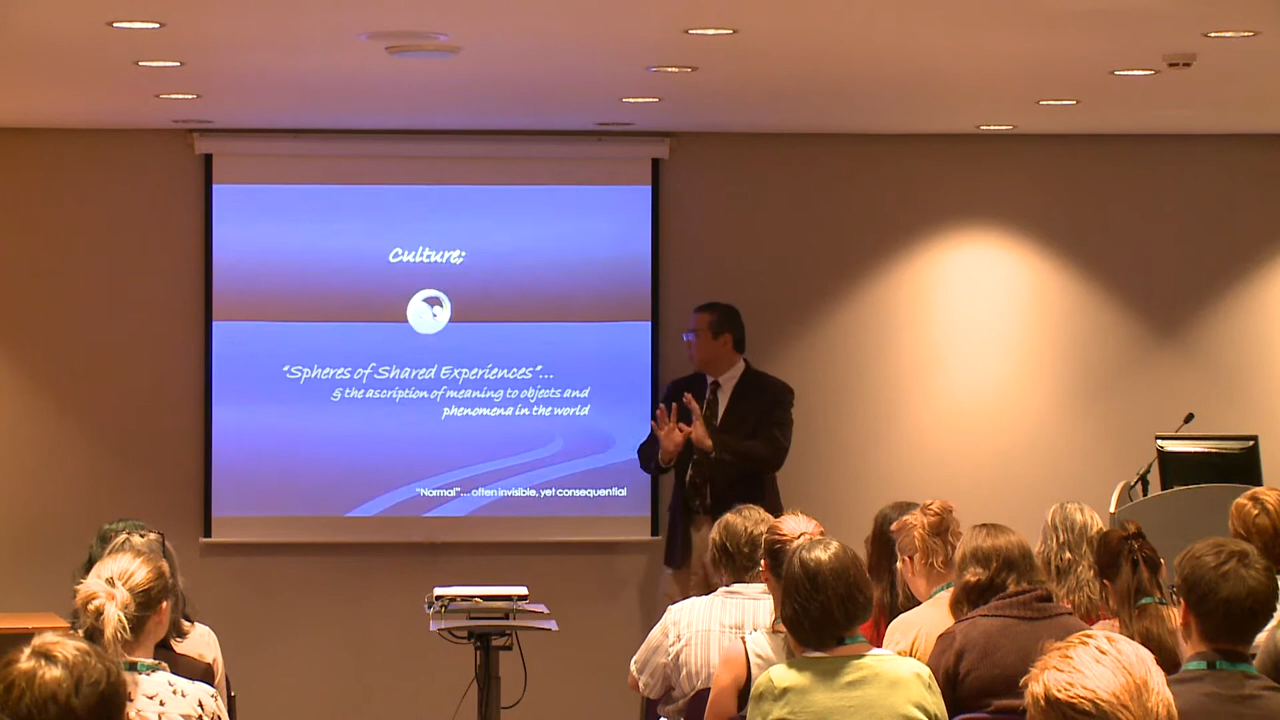 Culture;
"Spheres of Shared Experiences"...
§ the ascription of meaning to objects and
phenomena in the world
"Normal"... often invisible, yet consequential